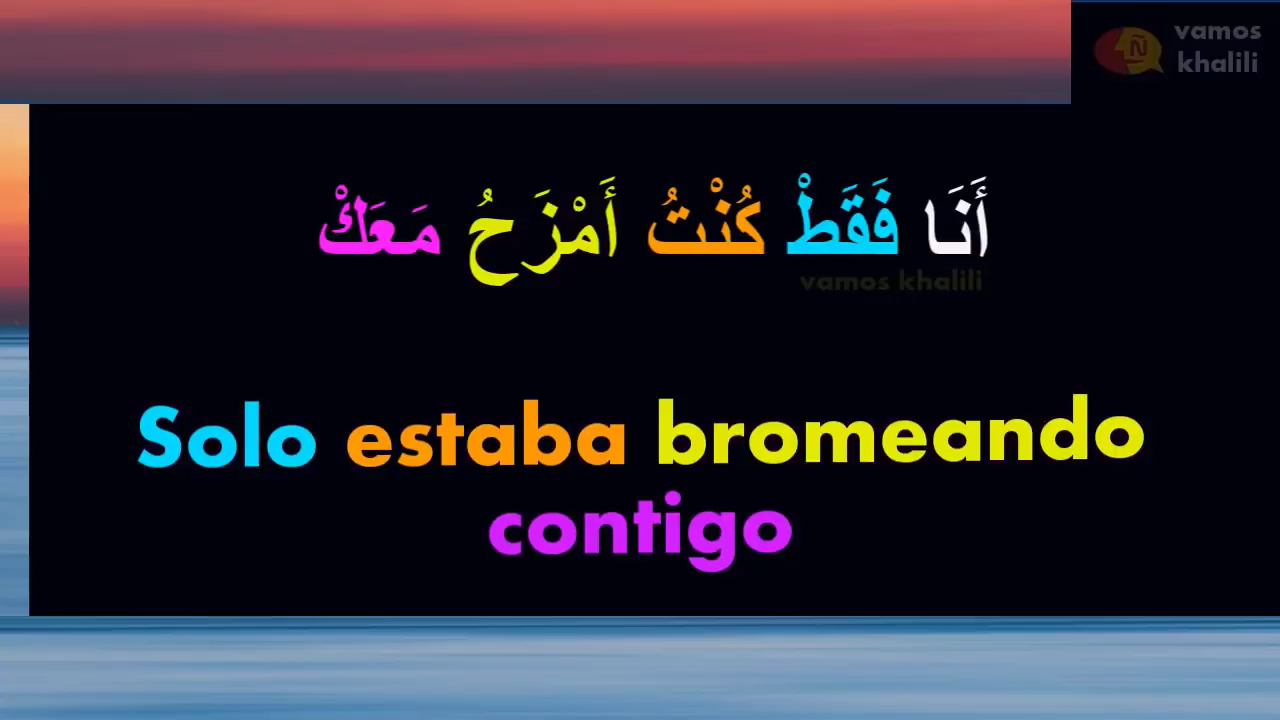 vamos
khalili
أَنَا فَقَطْ كُنْتُ أَمْزَحُ مَعَكْ
vamos khalili
Solo estaba bromeando
contigo